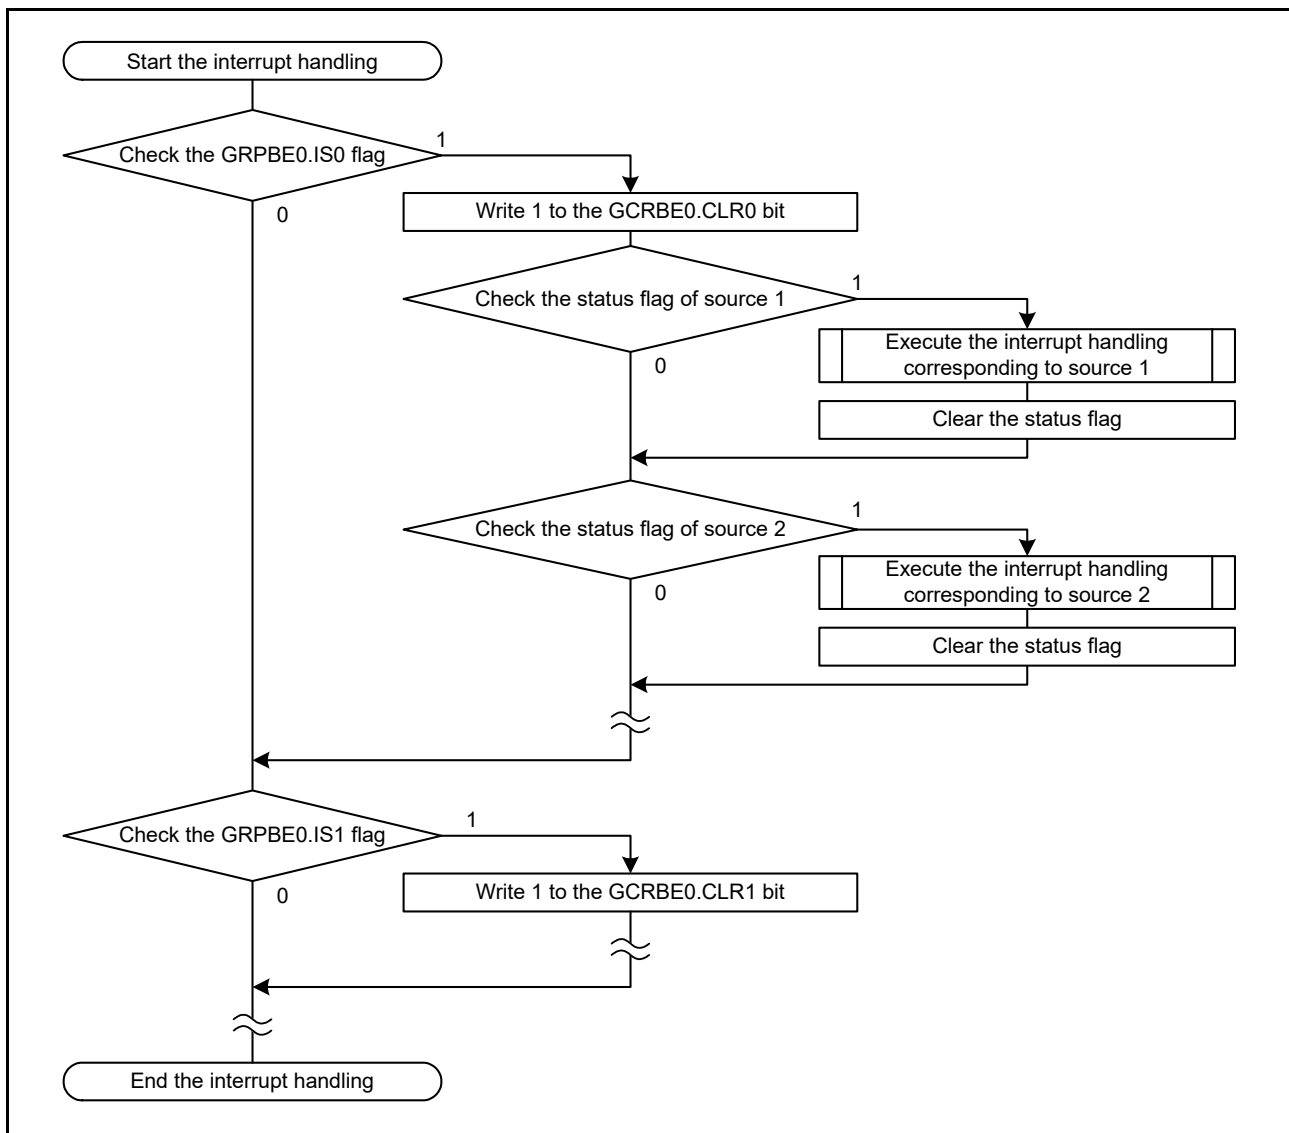 Start the interrupt handling
Check the GRPBE0.IS0 flag
1
0
Write 1 to the GCRBE0.CLR0 bit
Check the status flag of source 1
1
0
Execute the interrupt handling
corresponding to source 1
Clear the status flag
Check the status flag of source 2
1
0
Execute the interrupt handling
corresponding to source 2
Clear the status flag
Check the GRPBE0.IS1 flag
1
0
Write 1 to the GCRBE0.CLR1 bit
End the interrupt handling